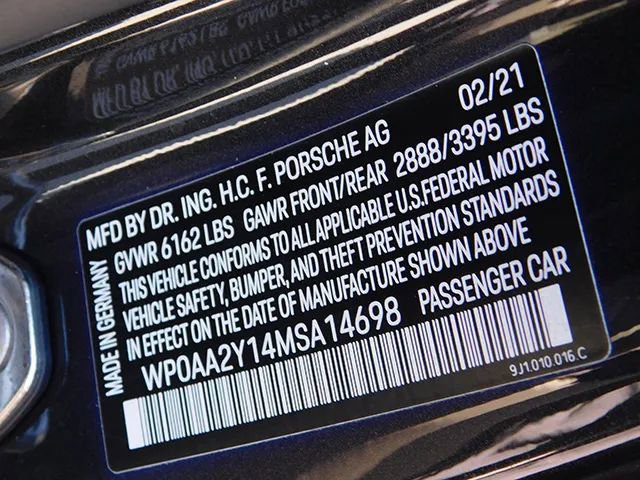 MADE IN GERMANY
MFD BY DR. ING. H.C. F. PORSCHE AG 02/21
GVWR 6162 LBS GAWR FRONT/REAR 2888/3395 LBS
THIS VEHICLE CONFORMS TO ALL APPLICABLE U.S.FEDERAL MOTOR
VEHICLE SAFETY, BUMPER, AND THEFT PREVENTION STANDARDS
IN EFFECT ON THE DATE OF MANUFACTURE SHOWN ABOVE
WP0AA2Y14MSA14698 PASSENGER CAR
9J1.010.016.C